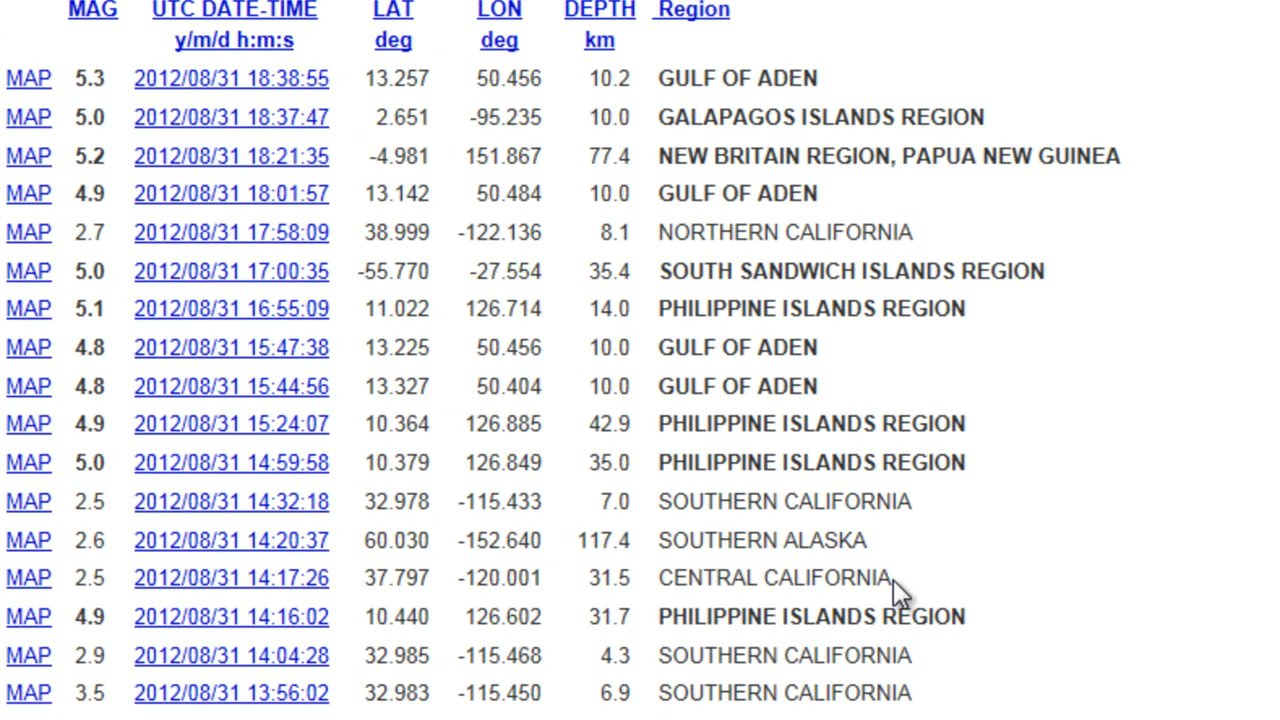 MAG UTC DATE-TIME LAT LON DEPTH Region
y/m/d h:m:s deg deg km
MAP 5.3 2012/08/31 18:38:55 13.257 50.456 10.2 GULF OF ADEN
MAP 5.0 2012/08/31 18:37:47 2.651 -95.235 10.0 GALAPAGOS ISLANDS REGION
MAP 5.2 2012/08/31 18:21:35 -4.981 151.867 77.4 NEW BRITAIN REGION, PAPUA NEW GUINEA
MAP 4.9 2012/08/31 18:01:57 13.142 50.484 10.0 GULF OF ADEN
MAP 2.7 2012/08/31 17:58:09 38.999 -122.136 8.1 NORTHERN CALIFORNIA
MAP 5.0 2012/08/31 17:00:35 -55.770 -27.554 35.4 SOUTH SANDWICH ISLANDS REGION
MAP 5.1 2012/08/31 16:55:09 11.022 126.714 14.0 PHILIPPINE ISLANDS REGION
MAP 4.8 2012/08/31 15:47:38 13.225 50.456 10.0 GULF OF ADEN
MAP 4.8 2012/08/31 15:44:56 13.327 50.404 10.0 GULF OF ADEN
MAP 4.9 2012/08/31 15:24:07 10.364 126.885 42.9 PHILIPPINE ISLANDS REGION
MAP 5.0 2012/08/31 14:59:58 10.379 126.849 35.0 PHILIPPINE ISLANDS REGION
MAP 2.5 2012/08/31 14:32:18 32.978 -115.433 7.0 SOUTHERN CALIFORNIA
MAP 2.6 2012/08/31 14:20:37 60.030 -152.640 117.4 SOUTHERN ALASKA
MAP 2.5 2012/08/31 14:17:26 37.797 -120.001 31.5 CENTRAL CALIFORNIA
MAP 4.9 2012/08/31 14:16:02 10.440 126.602 31.7 PHILIPPINE ISLANDS REGION
MAP 2.9 2012/08/31 14:04:28 32.985 -115.468 4.3 SOUTHERN CALIFORNIA
MAP 3.5 2012/08/31 13:56:02 32.983 -115.450 6.9 SOUTHERN CALIFORNIA